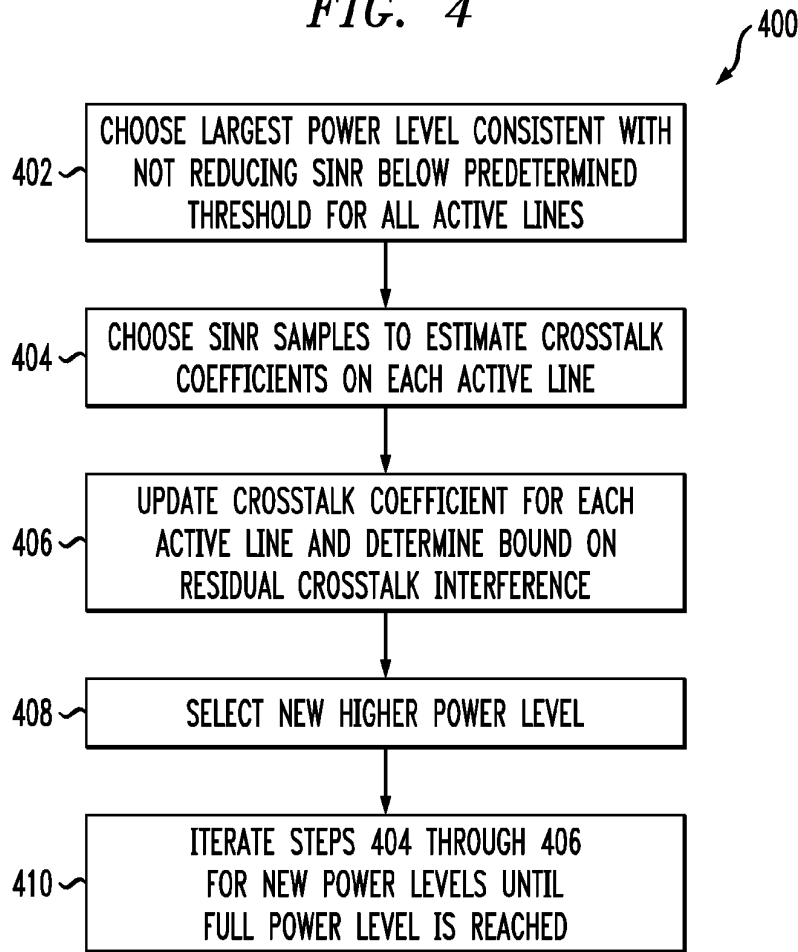 FIG. 4
400
402
CHOOSE LARGEST POWER LEVEL CONSISTENT WITH
NOT REDUCING SINR BELOW PREDETERMINED
THRESHOLD FOR ALL ACTIVE LINES
404
CHOOSE SINR SAMPLES TO ESTIMATE CROSSTALK
COEFFICIENTS ON EACH ACTIVE LINE
406
UPDATE CROSSTALK COEFFICIENT FOR EACH
ACTIVE LINE AND DETERMINE BOUND ON
RESIDUAL CROSSTALK INTERFERENCE
408
SELECT NEW HIGHER POWER LEVEL
410
ITERATE STEPS 404 THROUGH 406
FOR NEW POWER LEVELS UNTIL
FULL POWER LEVEL IS REACHED